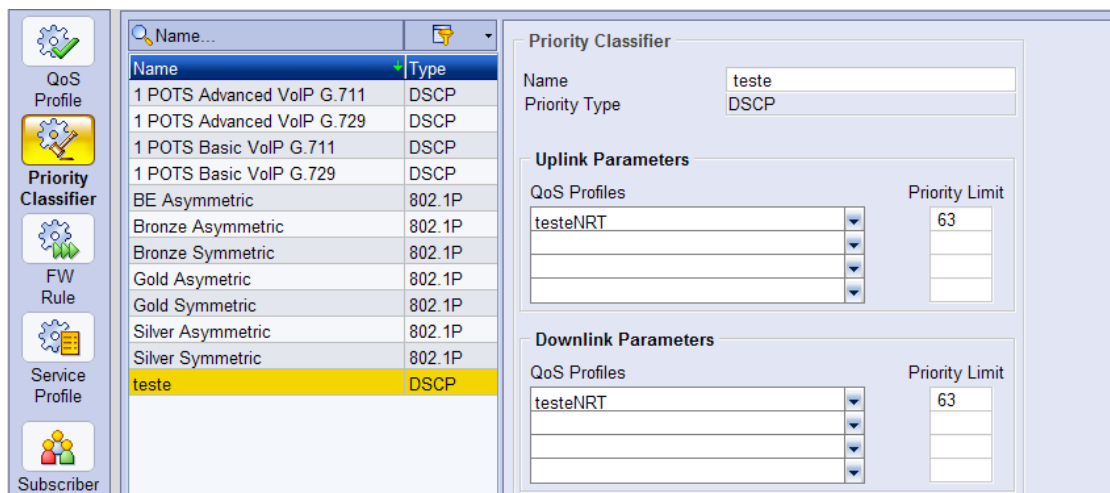 QoS
Profile
Priority
Classifier
FW
Rule
Service
Profile
Subscriber
Name...
Name Type
1 POTS Advanced VoIP G.711 DSCP
1 POTS Advanced VoIP G.729 DSCP
1 POTS Basic VoIP G.711 DSCP
1 POTS Basic VoIP G.729 DSCP
BE Asymmetric 802.1P
Bronze Asymmetric 802.1P
Bronze Symmetric 802.1P
Gold Asymetric 802.1P
Gold Symmetric 802.1P
Silver Asymmetric 802.1P
Silver Symmetric 802.1P
teste DSCP
Priority Classifier
Name teste
Priority Type DSCP
Uplink Parameters
QoS Profiles Priority Limit
testeNRT 63
Downlink Parameters
QoS Profiles Priority Limit
testeNRT 63